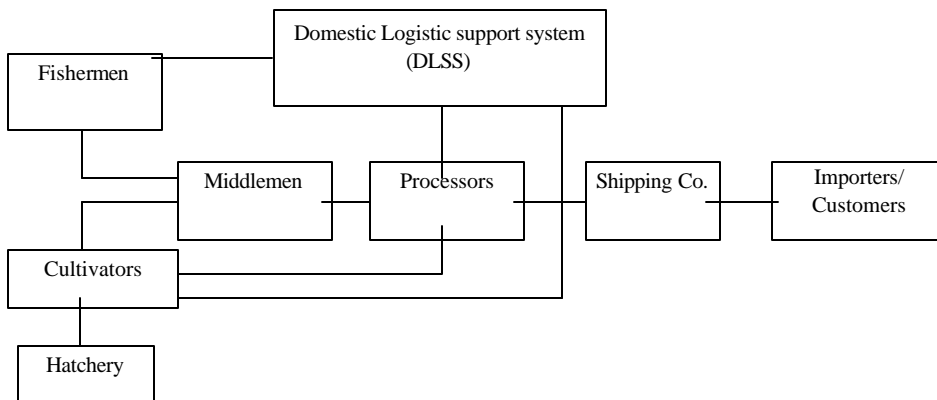 Domestic Logistic support system
(DLSS)
Fishermen
Middlemen
Processors
Shipping Co.
Importers/
Customers
Cultivators
Hatchery